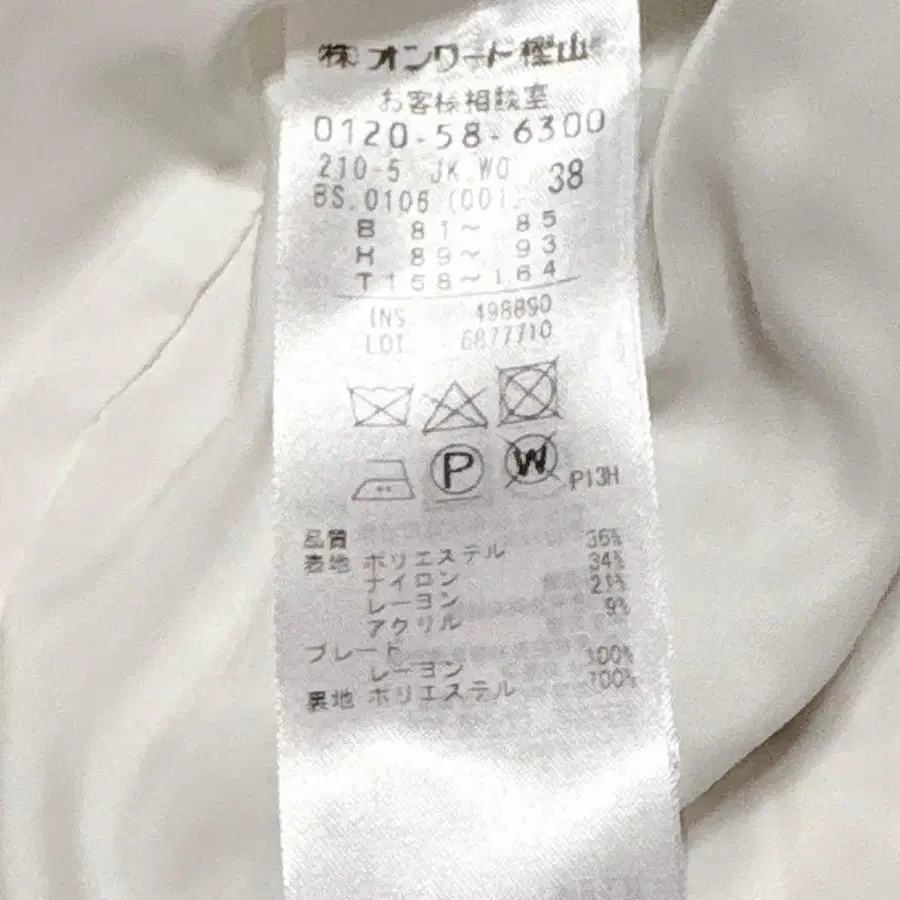 株 オンワード樫山
お客様相談室
0120-58-6300
210-5 JK.WO 38
BS.0106 (001)
B 81～ 85
H 89～ 93
T 158～164
INS 498890
LOT 6877710
P W P13H
品質
表地 ポリエステル 36%
ナイロン 34%
レーヨン 21%
アクリル 9%
ブレード
レーヨン 100%
裏地 ポリエステル 100%